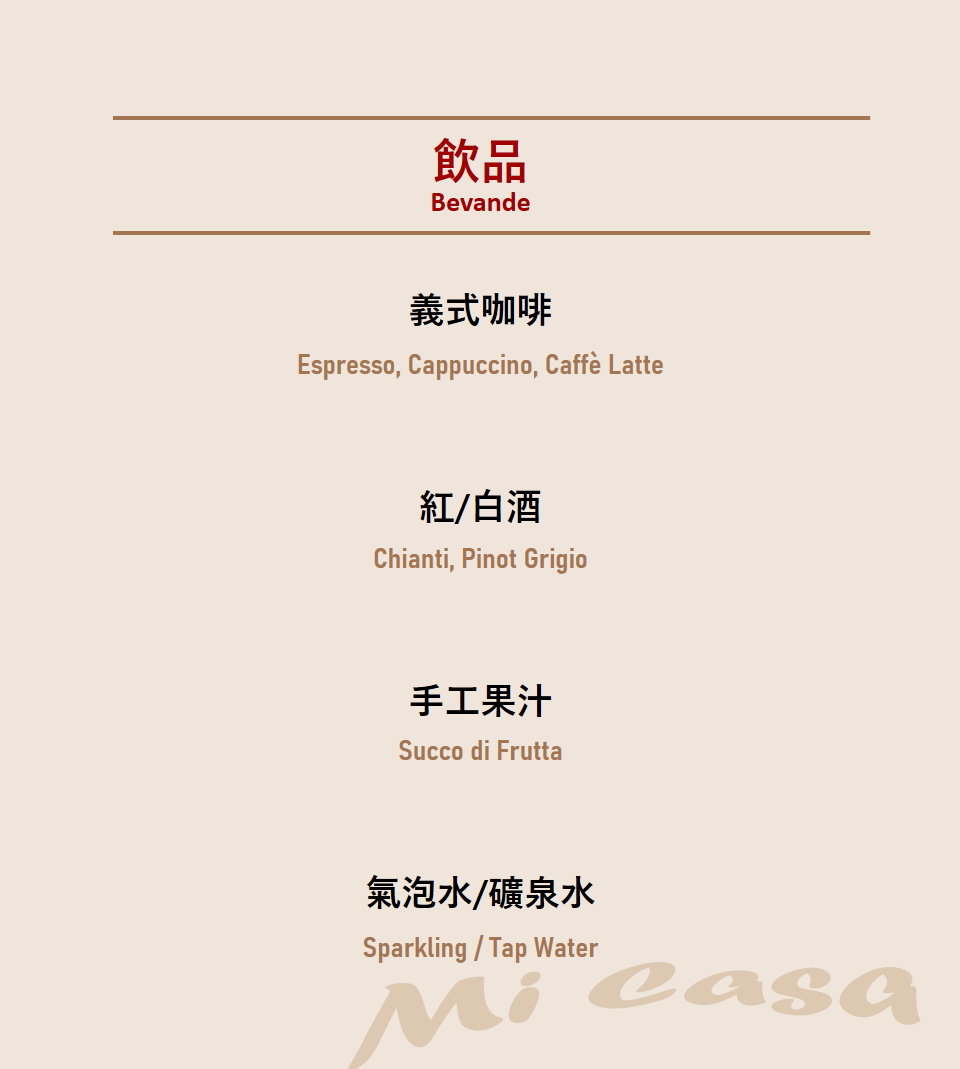 飲品
Bevande
義式咖啡
Espresso, Cappuccino, Caffè Latte
紅/白酒
Chianti, Pinot Grigio
手工果汁
Succo di Frutta
氣泡水/礦泉水
Sparkling / Tap Water
Mi casa